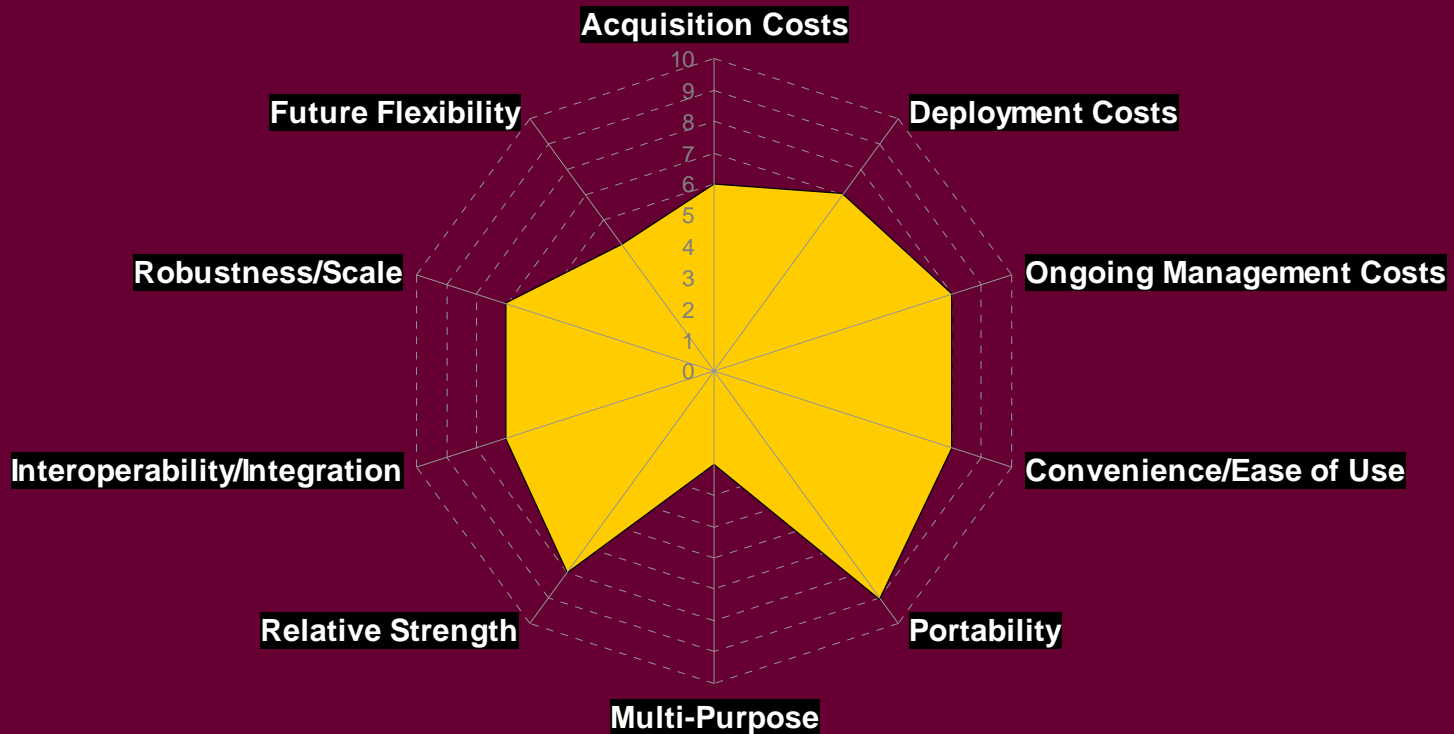 Acquisition Costs
10
9
8
7
6
5
4
3
2
1
0
Deployment Costs
Ongoing Management Costs
Convenience/Ease of Use
Portability
Multi-Purpose
Relative Strength
Interoperability/Integration
Robustness/Scale
Future Flexibility